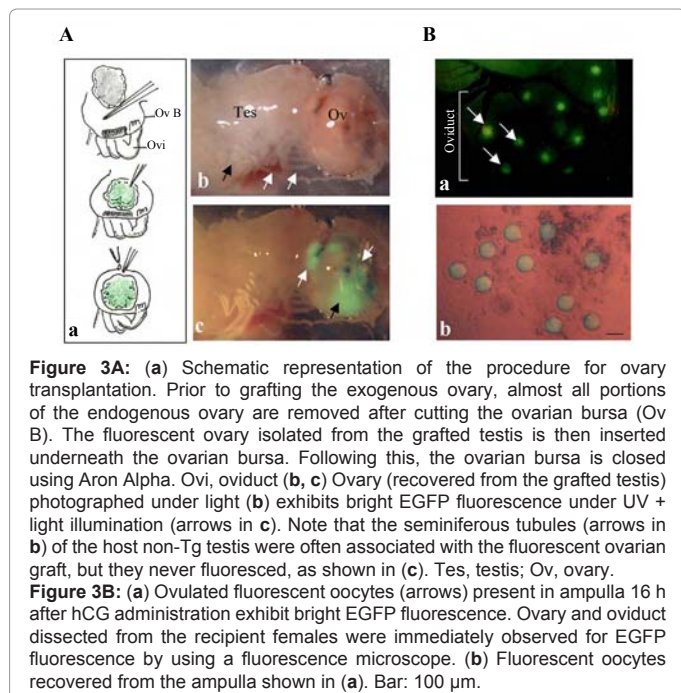 A
B
Ov B
Ovi
a
Tes
Ov
b
c
Oviduct
a
b
Figure 3A: (a) Schematic representation of the procedure for ovary
transplantation. Prior to grafting the exogenous ovary, almost all portions
of the endogenous ovary are removed after cutting the ovarian bursa (Ov
B). The fluorescent ovary isolated from the grafted testis is then inserted
underneath the ovarian bursa. Following this, the ovarian bursa is closed
using Aron Alpha. Ovi, oviduct (b, c) Ovary (recovered from the grafted testis)
photographed under light (b) exhibits bright EGFP fluorescence under UV +
light illumination (arrows in c). Note that the seminiferous tubules (arrows in
b) of the host non-Tg testis were often associated with the fluorescent ovarian
graft, but they never fluoresced, as shown in (c). Tes, testis; Ov, ovary.
Figure 3B: (a) Ovulated fluorescent oocytes (arrows) present in ampulla 16 h
after hCG administration exhibit bright EGFP fluorescence. Ovary and oviduct
dissected from the recipient females were immediately observed for EGFP
fluorescence by using a fluorescence microscope. (b) Fluorescent oocytes
recovered from the ampulla shown in (a). Bar: 100 µm.